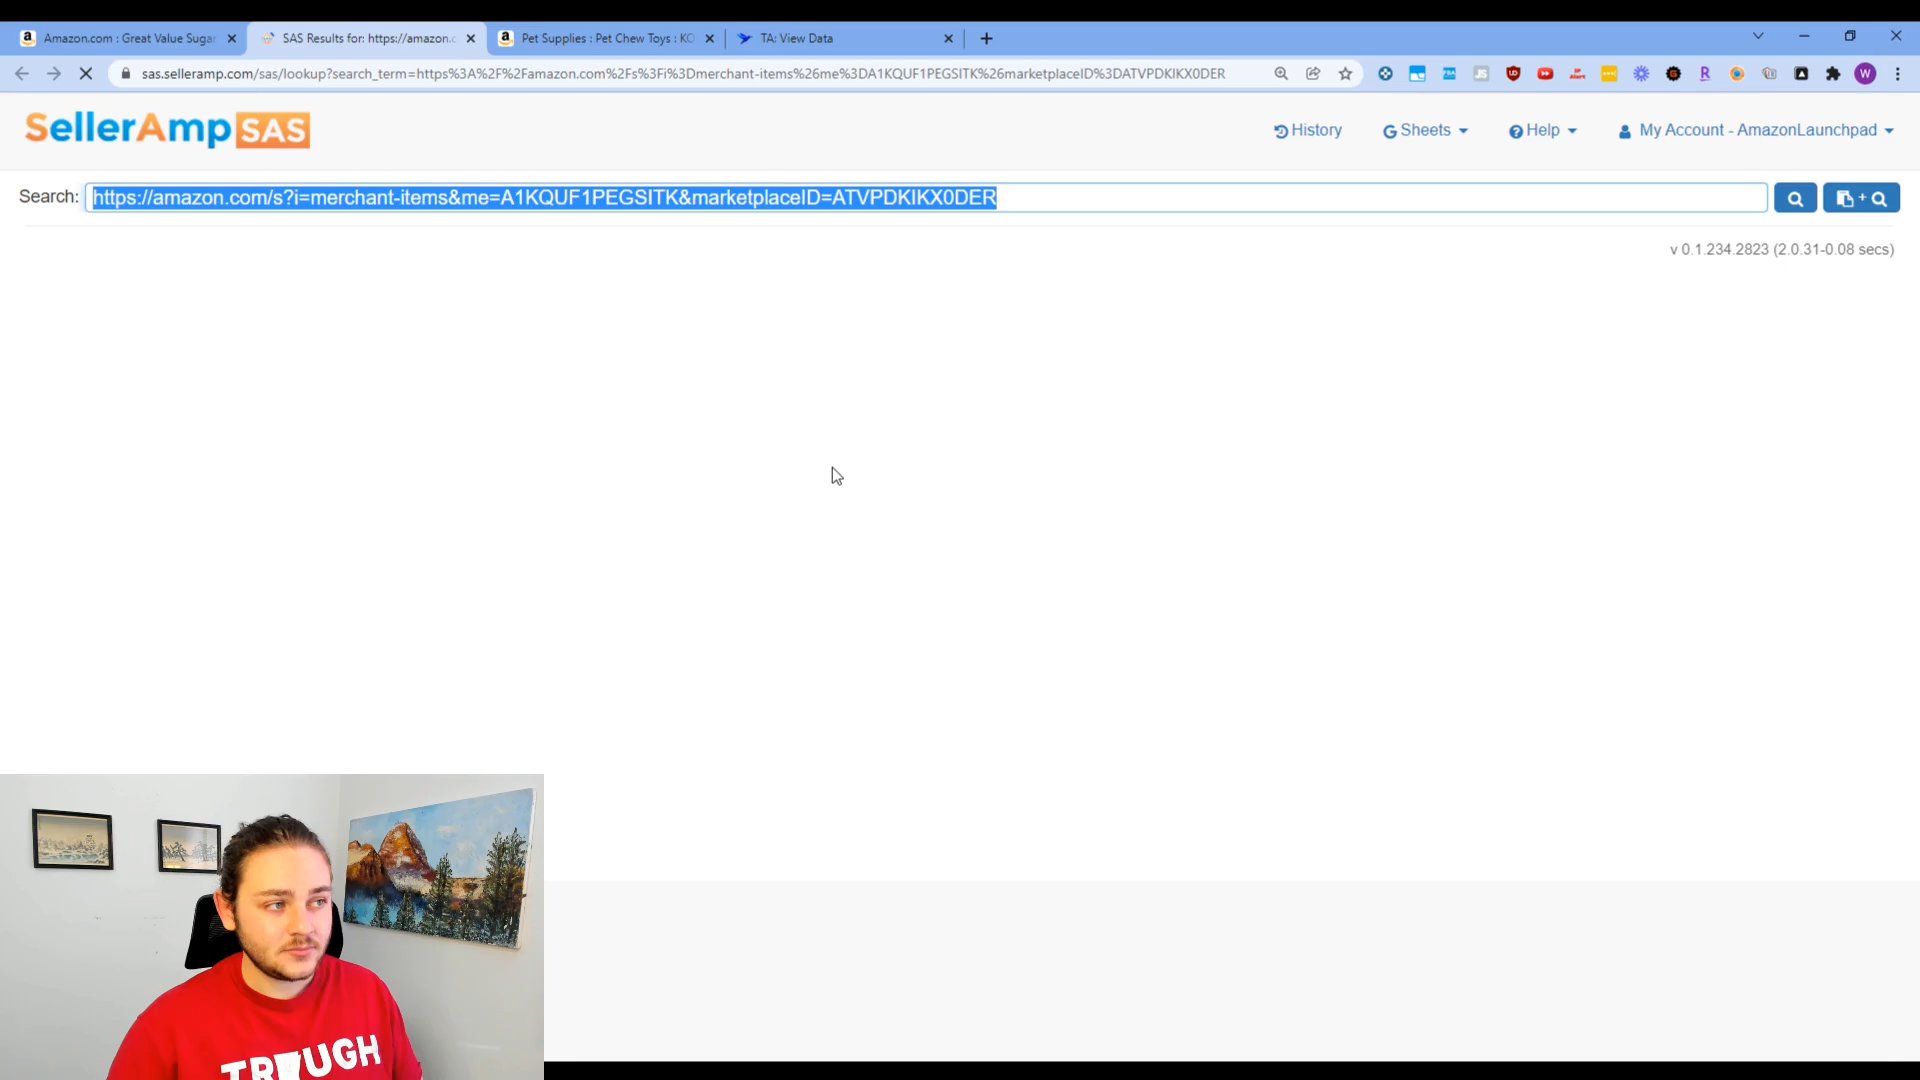 Amazon.com : Great Value Sugar
SAS Results for: https://amazon.c
Pet Supplies : Pet Chew Toys : KO
TA: View Data
sas.selleramp.com/sas/lookup?search_term=https%3A%2F%2Famazon.com%2Fs%3Fi%3Dmerchant-items%26me%3DA1KQUF1PEGSITK%26marketplaceID%3DATVPDKIKX0DER
W
SellerAmp SAS
History
Sheets
Help
My Account - AmazonLaunchpad
Search:
https://amazon.com/s?i=merchant-items&me=A1KQUF1PEGSITK&marketplaceID=ATVPDKIKX0DER
v 0.1.234.2823 (2.0.31-0.08 secs)